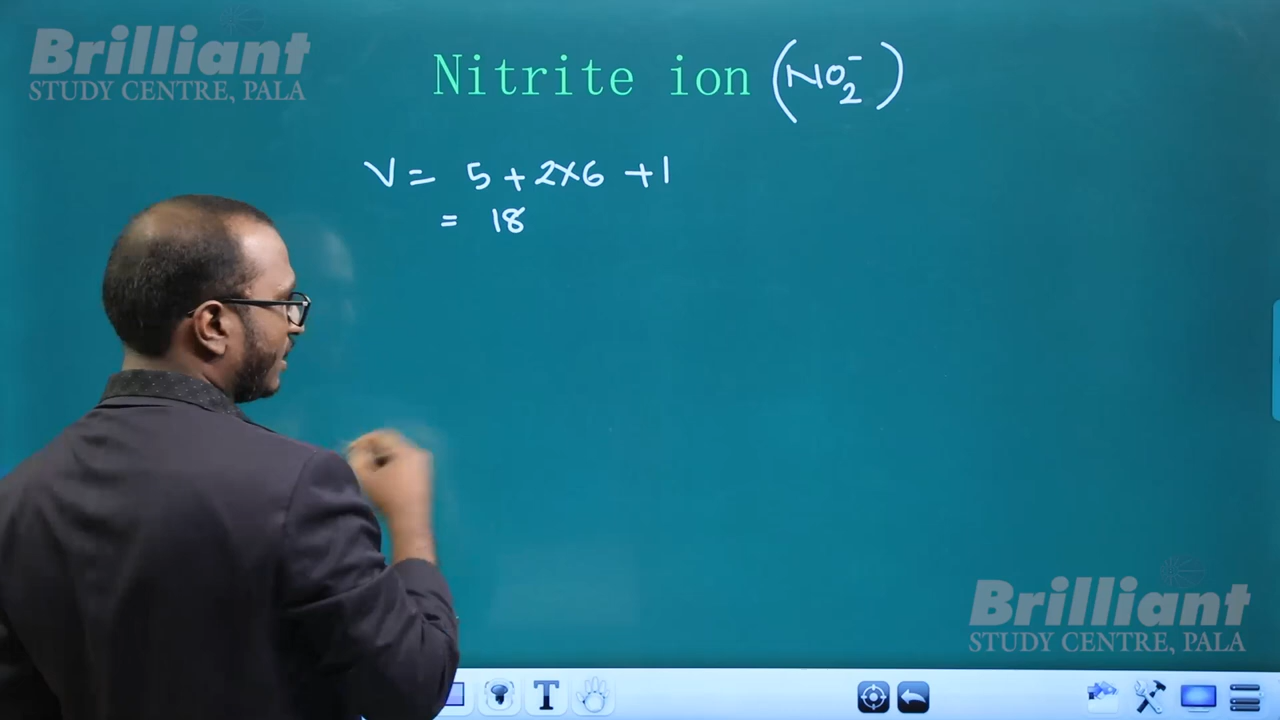 Brilliant
STUDY CENTRE, PALA
Nitrite ion (NO₂⁻)
V = 5 + 2×6 + 1
= 18
Brilliant
STUDY CENTRE, PALA
T